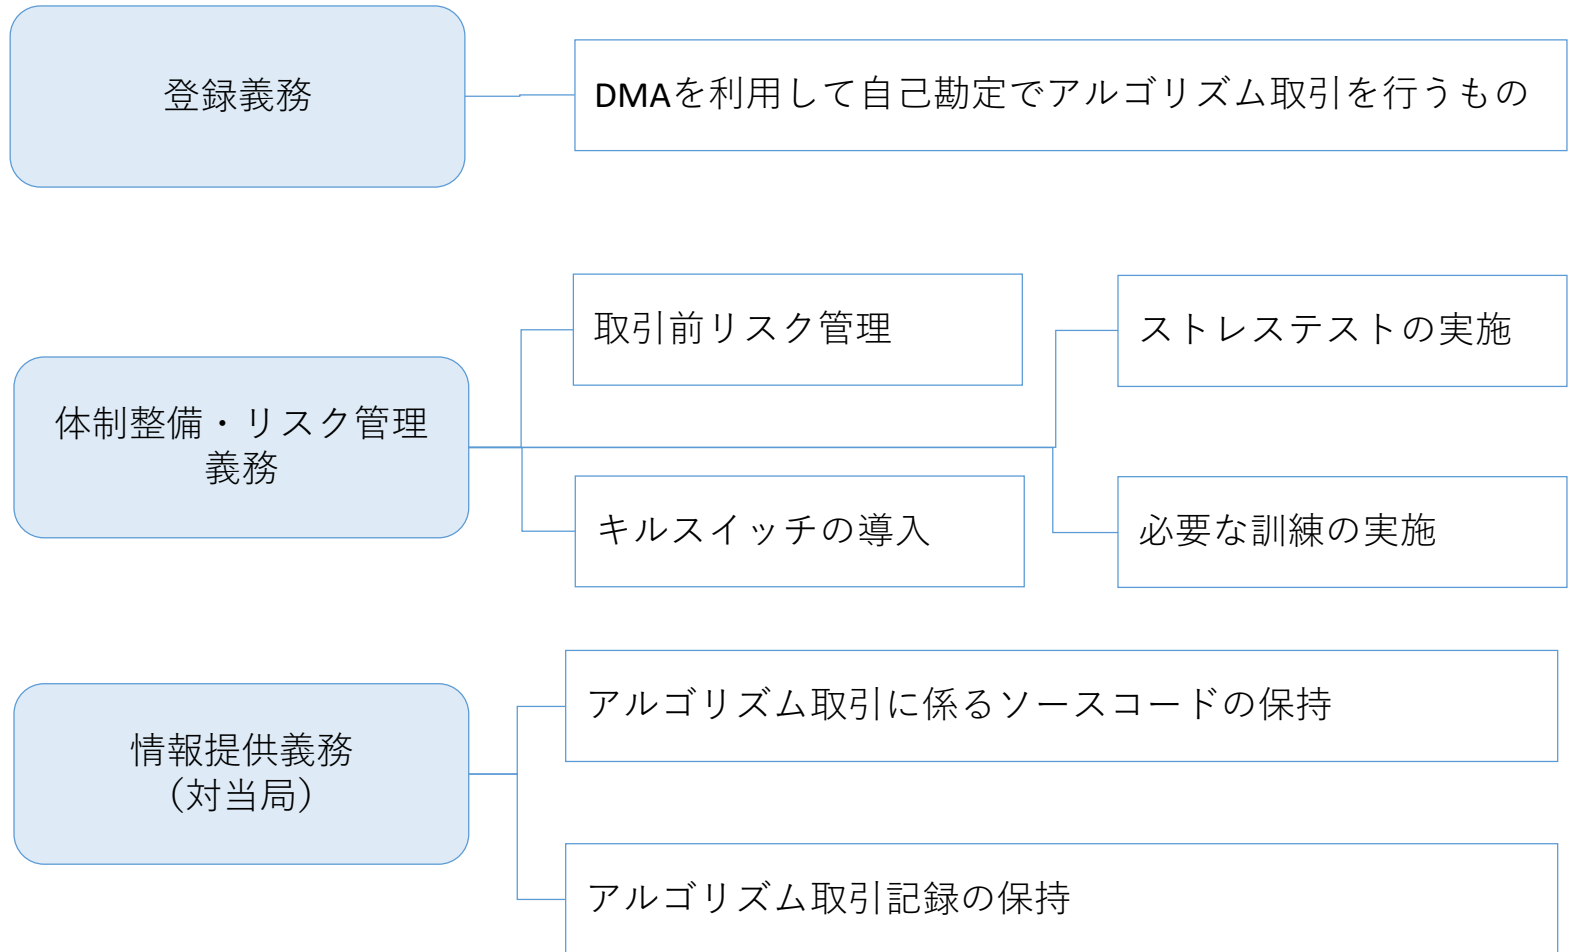 登録義務
DMAを利用して自己勘定でアルゴリズム取引を行うもの
体制整備・リスク管理
義務
取引前リスク管理
ストレステストの実施
キルスイッチの導入
必要な訓練の実施
情報提供義務
（対当局）
アルゴリズム取引に係るソースコードの保持
アルゴリズム取引記録の保持